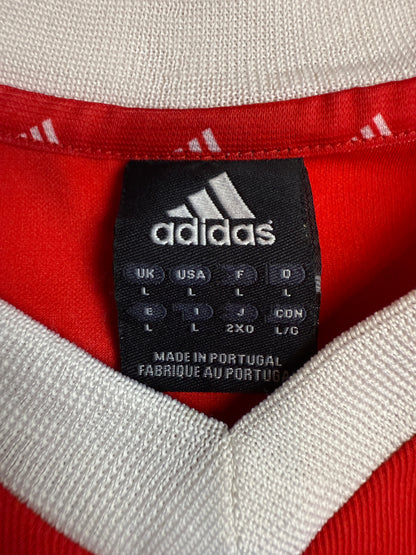 adidas
UK USA F D
L L L L
E I J CDN
L L 2XO L/G
MADE IN PORTUGAL
FABRIQUE AU PORTUGAL